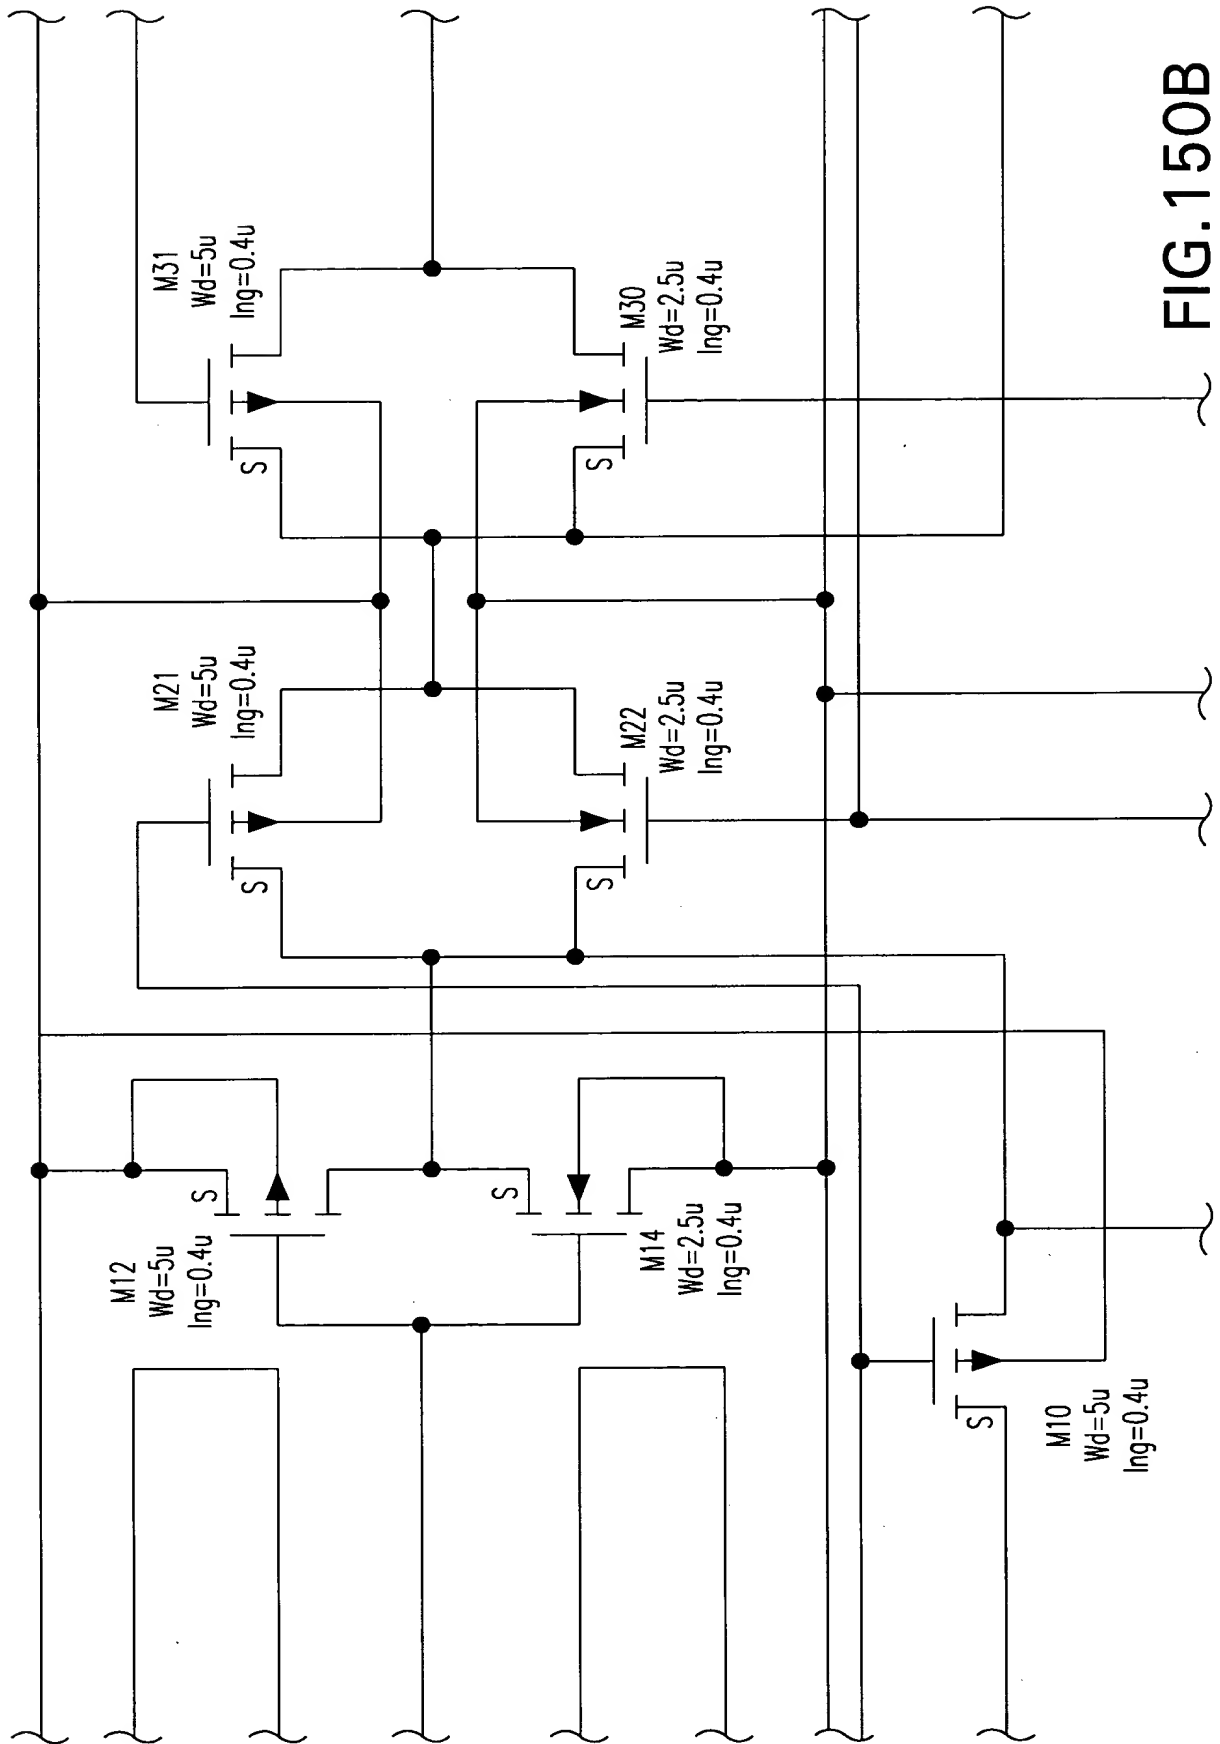 M12
Wd=5u
lng=0.4u
S
M21
Wd=5u
lng=0.4u
S
M31
Wd=5u
lng=0.4u
S
S
M14
Wd=2.5u
lng=0.4u
S
M22
Wd=2.5u
lng=0.4u
S
M30
Wd=2.5u
lng=0.4u
S
M10
Wd=5u
lng=0.4u
FIG.150B